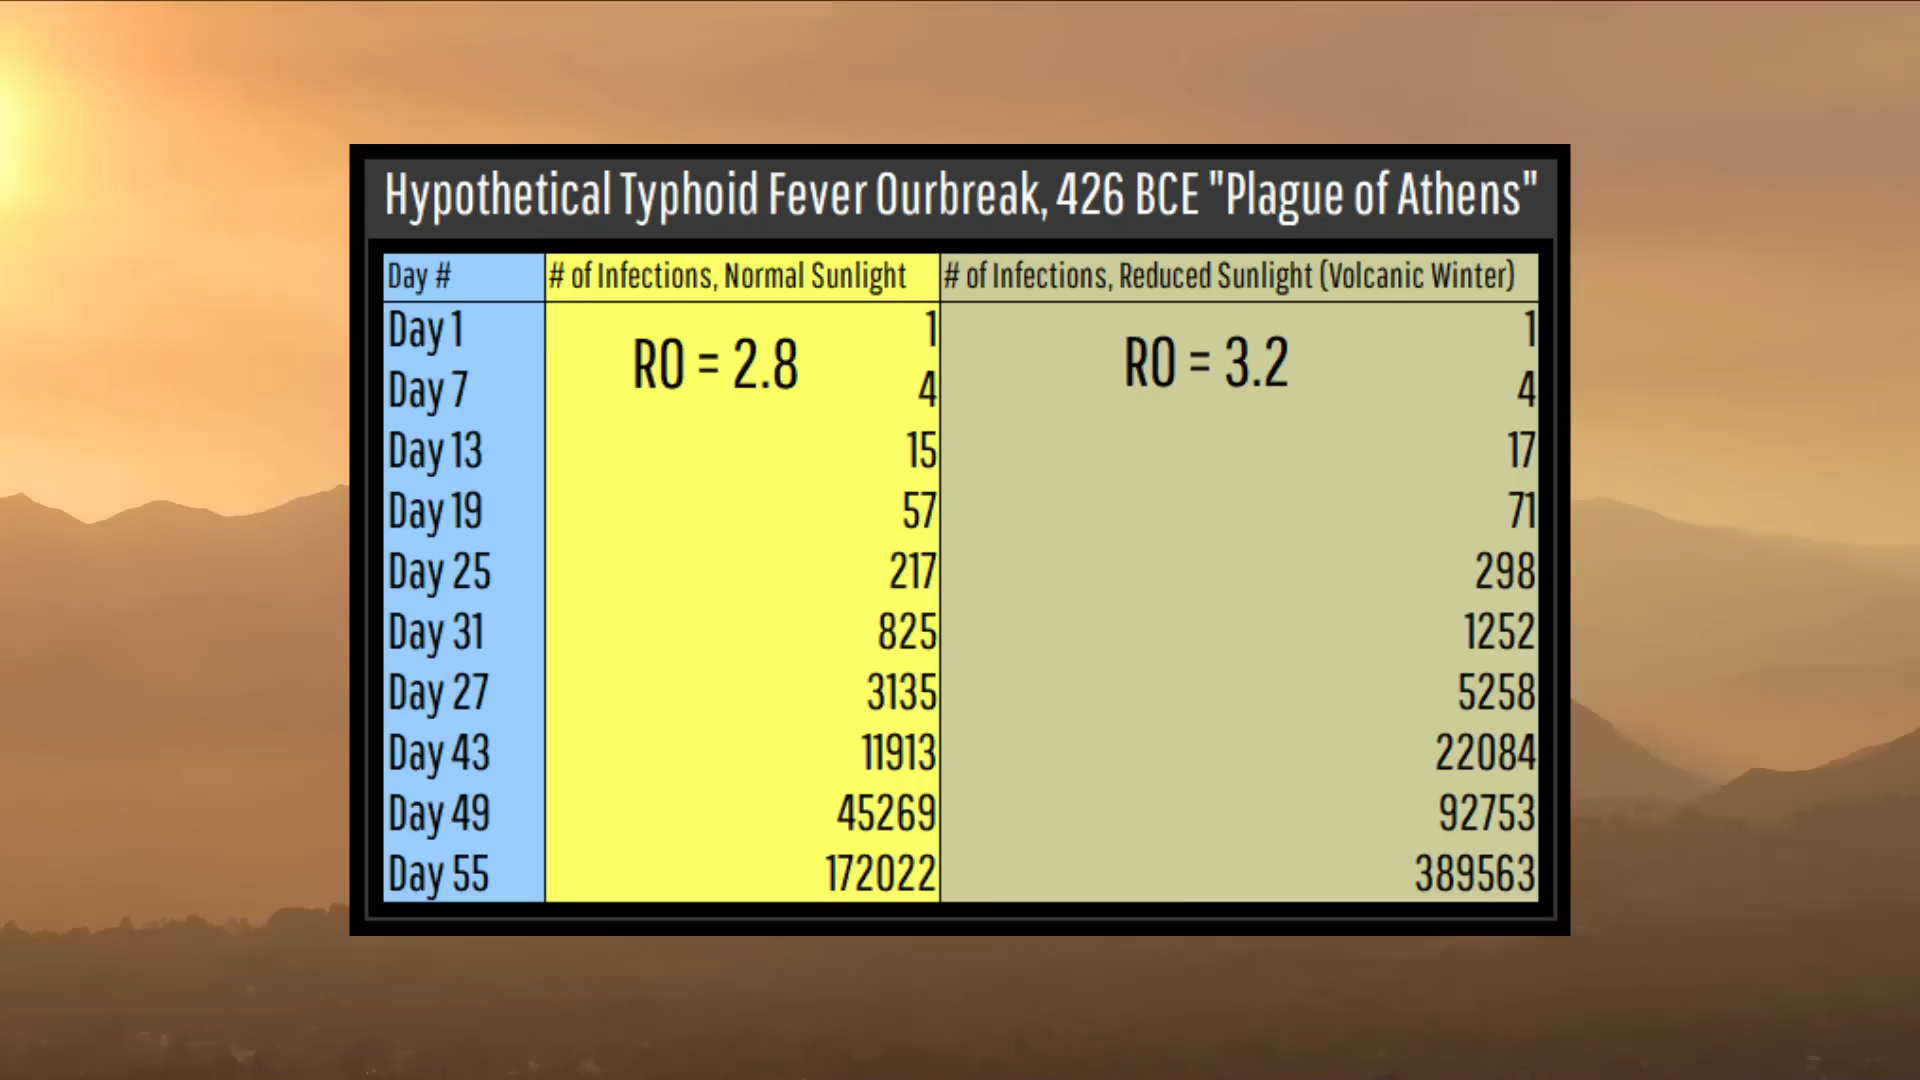 Hypothetical Typhoid Fever Ourbreak, 426 BCE "Plague of Athens"
Day # # of Infections, Normal Sunlight # of Infections, Reduced Sunlight (Volcanic Winter)
R0 = 2.8 R0 = 3.2
Day 1 1 1
Day 7 4 4
Day 13 15 17
Day 19 57 71
Day 25 217 298
Day 31 825 1252
Day 27 3135 5258
Day 43 11913 22084
Day 49 45269 92753
Day 55 172022 389563